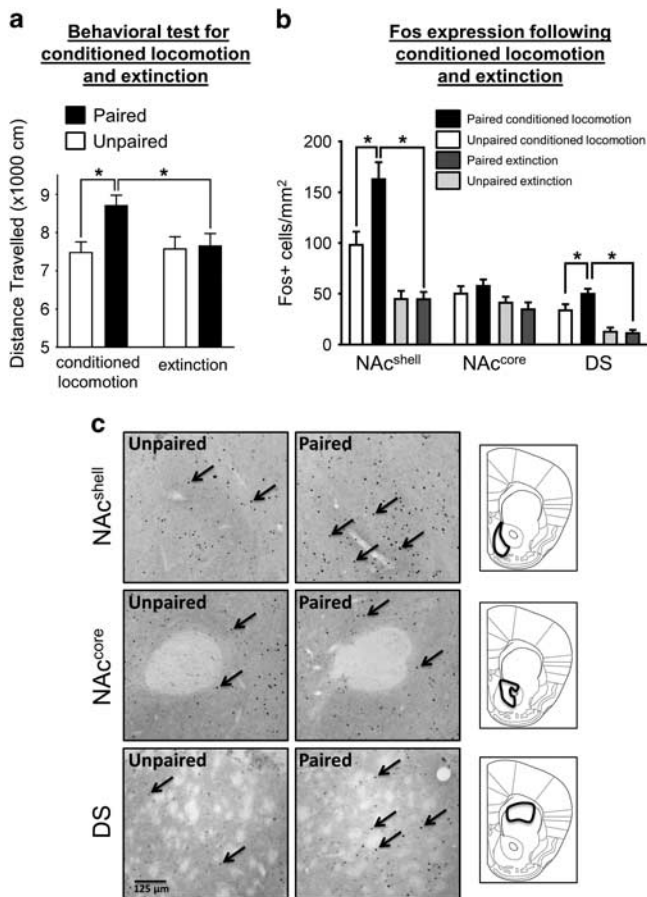 a
Behavioral test for
conditioned locomotion
and extinction
Paired
Unpaired
*
*
Distance Travelled (x1000 cm)
9
8
7
6
5
conditioned
locomotion
extinction
b
Fos expression following
conditioned locomotion
and extinction
Paired conditioned locomotion
Unpaired conditioned locomotion
Paired extinction
Unpaired extinction
*
*
*
*
Fos+ cells/mm²
200
150
100
50
0
NAcshell
NAccore
DS
c
NAcshell
Unpaired
Paired
NAccore
Unpaired
Paired
DS
Unpaired
Paired
125 µm